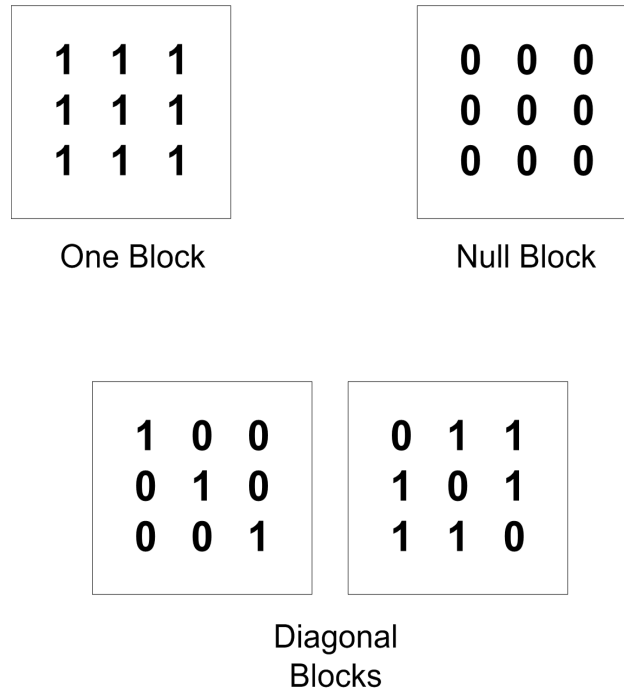 1 1 1
1 1 1
1 1 1
One Block
0 0 0
0 0 0
0 0 0
Null Block
1 0 0
0 1 0
0 0 1
0 1 1
1 0 1
1 1 0
Diagonal
Blocks